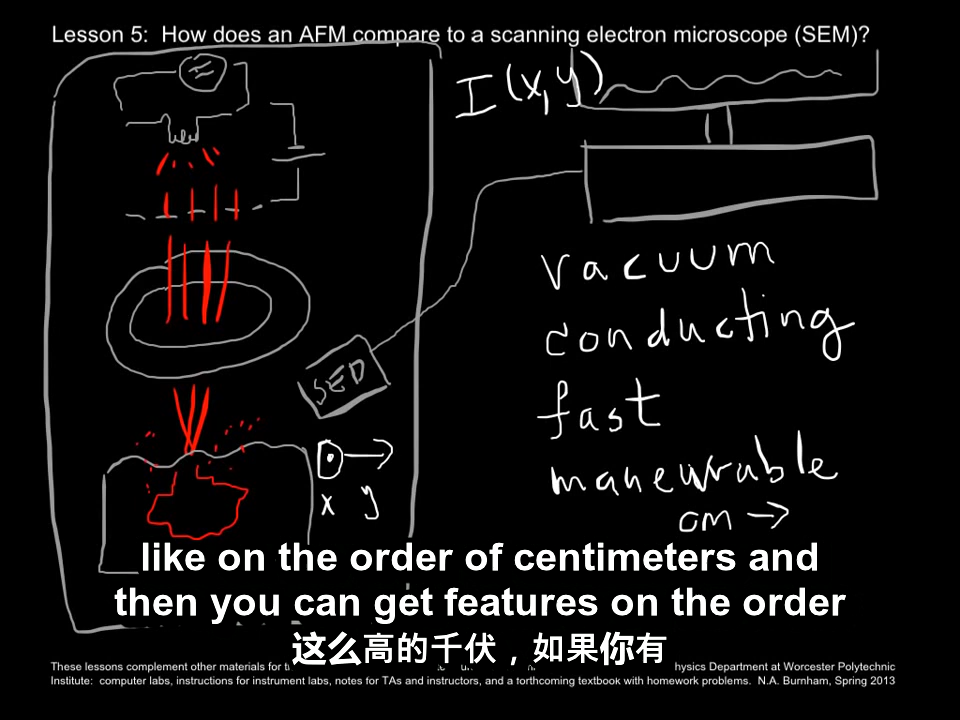 Lesson 5: How does an AFM compare to a scanning electron microscope (SEM)?
I(x,y)
vacuum
conducting
SED
fast
x y
maneurable
cm →
like on the order of centimeters and
then you can get features on the order
这么高的千伏，如果你有
These lessons complement other materials for
Physics Department at Worcester Polytechnic
Institute: computer labs, instructions for instrument labs, notes for TAs and instructors, and a forthcoming textbook with homework problems. N.A. Burnham, Spring 2013